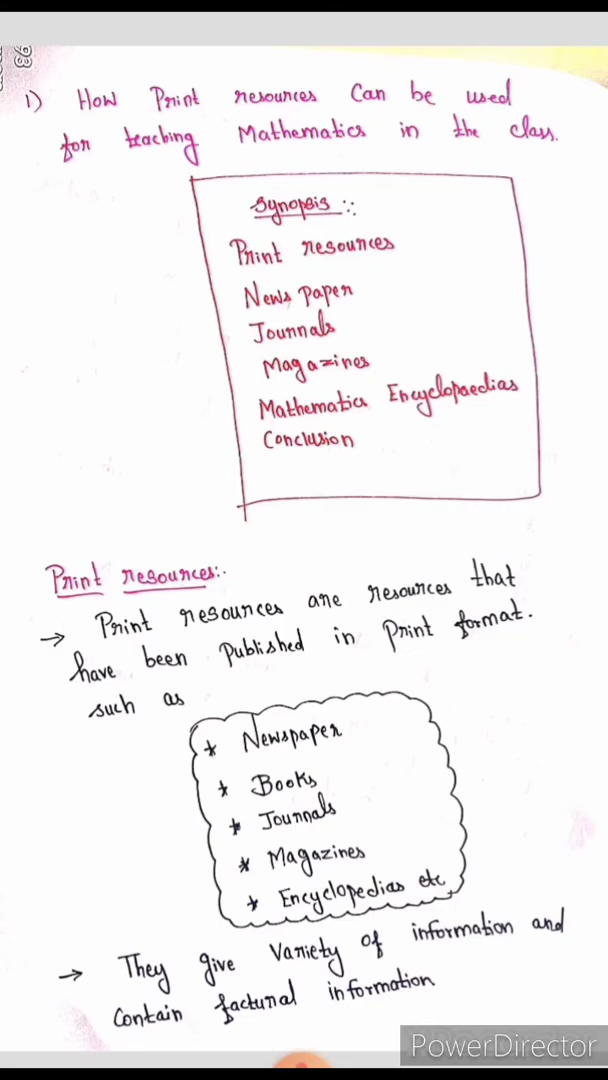 1) How Print resources can be used
for teaching Mathematics in the class.
Synopsis :-
Print resources
News paper
Journals
Magazines
Mathematics Encyclopaedias
Conclusion
Print resources:-
→ Print resources are resources that
have been published in print format.
such as
* Newspaper
* Books
* Journals
* Magazines
* Encyclopedias etc
→ They give variety of information and
contain factural information
PowerDirector